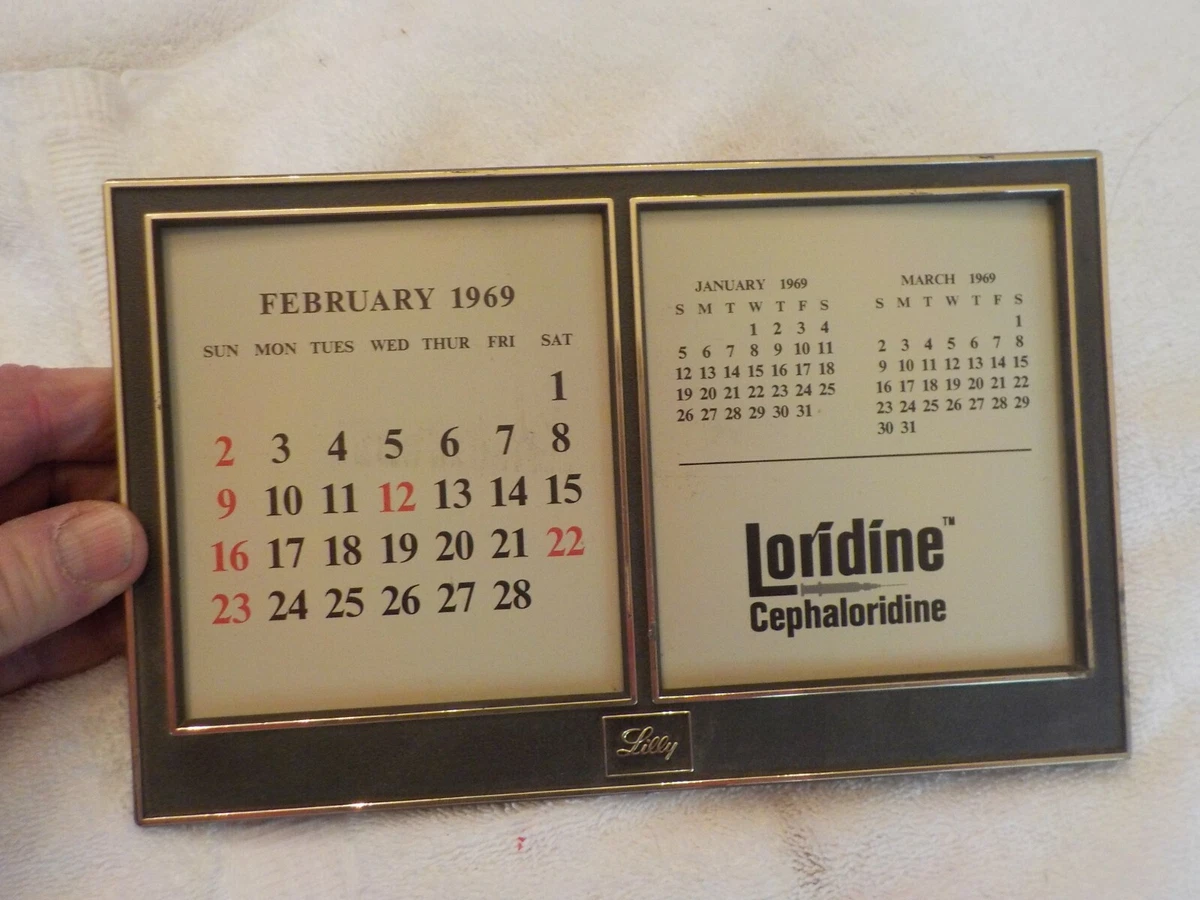 FEBRUARY 1969
SUN MON TUES WED THUR FRI SAT
1
2 3 4 5 6 7 8
9 10 11 12 13 14 15
16 17 18 19 20 21 22
23 24 25 26 27 28
JANUARY 1969
S M T W T F S
1 2 3 4
5 6 7 8 9 10 11
12 13 14 15 16 17 18
19 20 21 22 23 24 25
26 27 28 29 30 31
MARCH 1969
S M T W T F S
1
2 3 4 5 6 7 8
9 10 11 12 13 14 15
16 17 18 19 20 21 22
23 24 25 26 27 28 29
30 31
Loridine™
Cephaloridine
Lilly